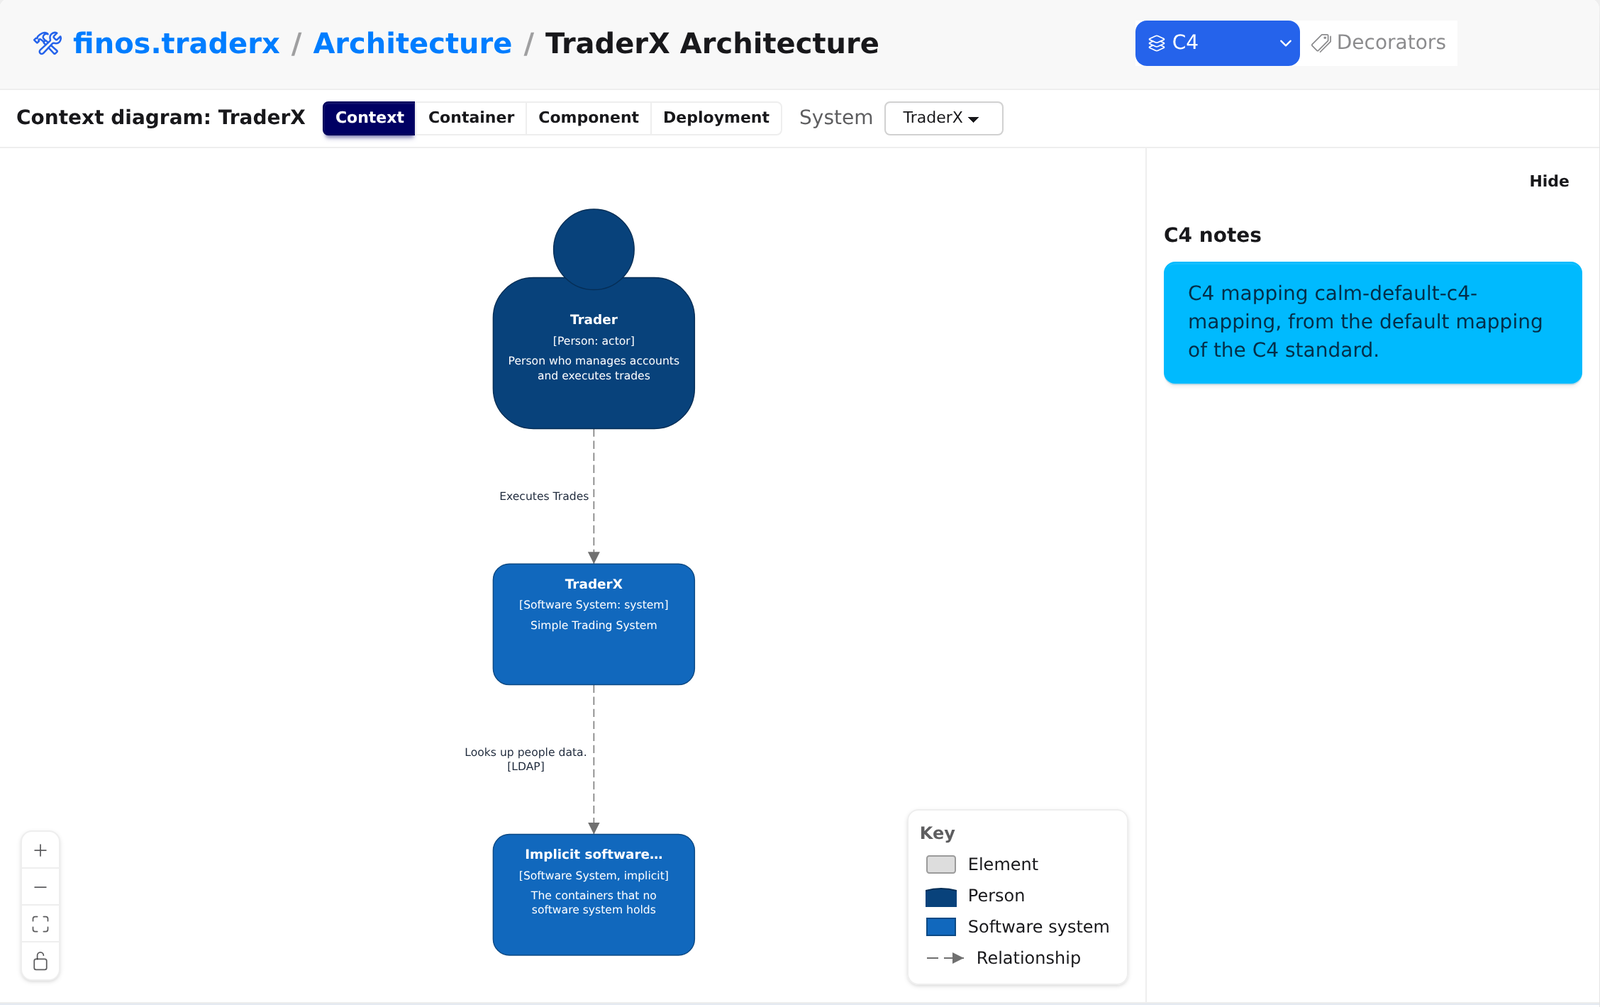 finos.traderx / Architecture / TraderX Architecture
C4
Decorators
Context diagram: TraderX
Context
Container
Component
Deployment
System
TraderX
Hide
C4 notes
C4 mapping calm-default-c4-
mapping, from the default mapping
of the C4 standard.
Trader
[Person: actor]
Person who manages accounts
and executes trades
Executes Trades
TraderX
[Software System: system]
Simple Trading System
Looks up people data.
[LDAP]
Implicit software...
[Software System, implicit]
The containers that no
software system holds
Key
Element
Person
Software system
Relationship